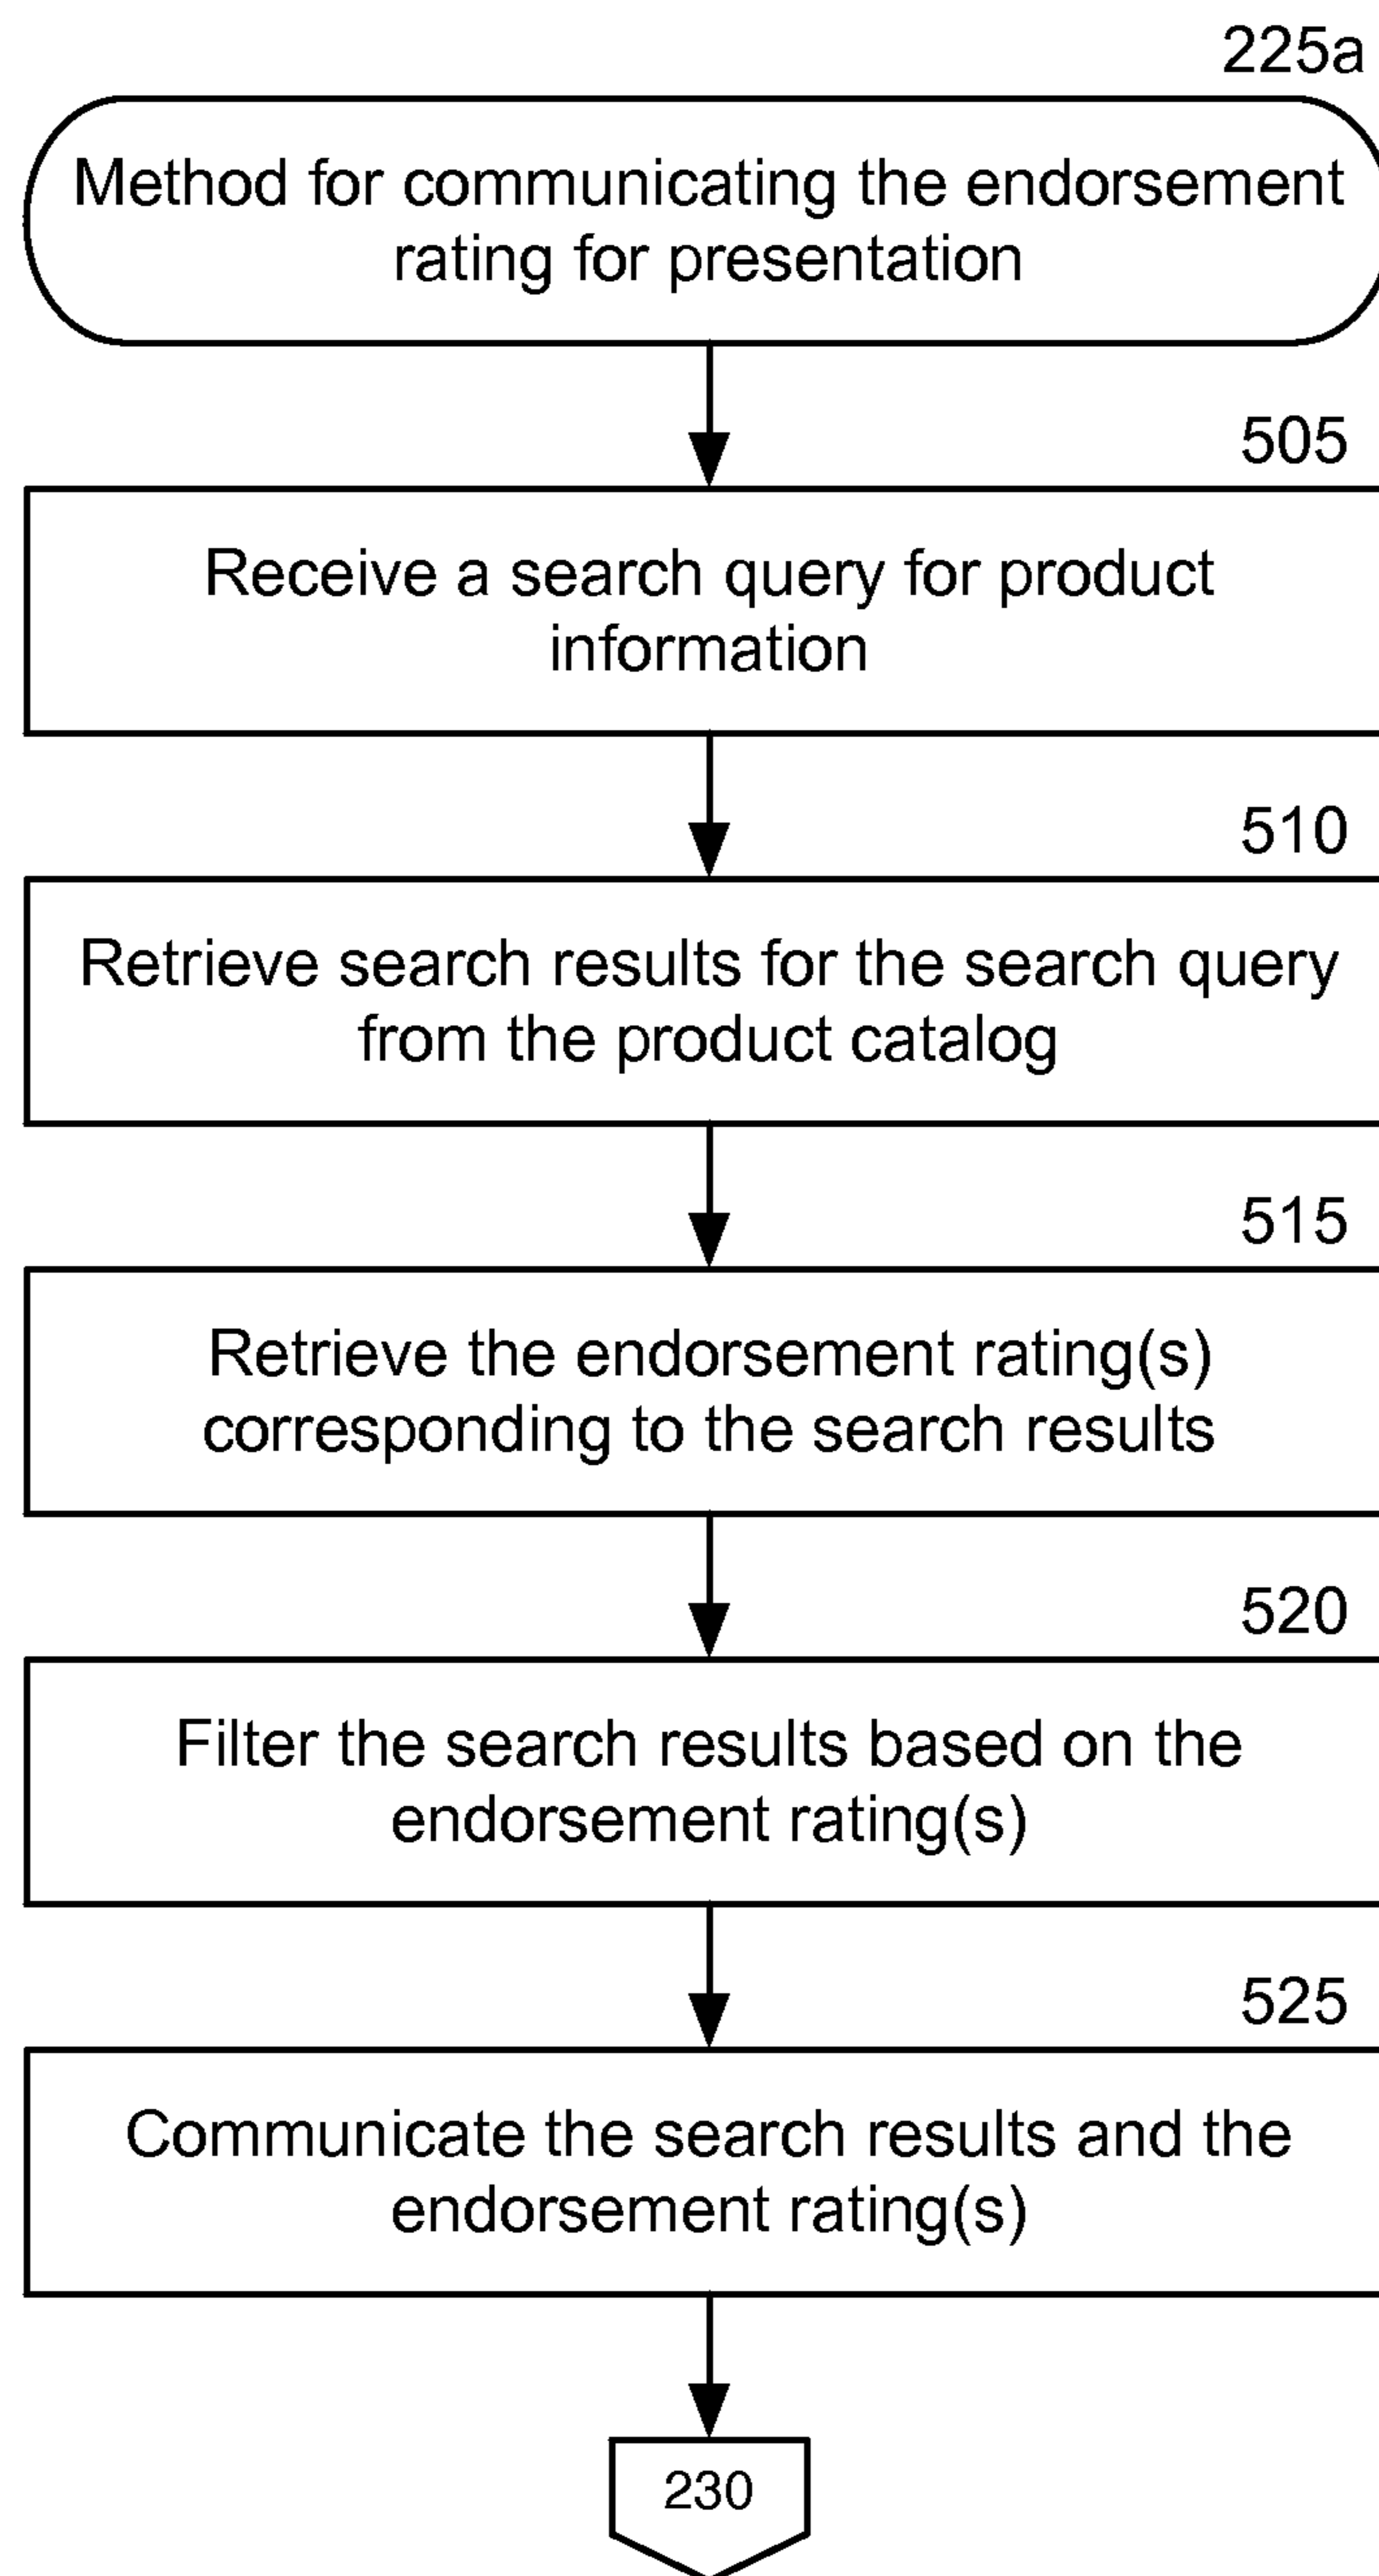 225a
Method for communicating the endorsement
rating for presentation
505
Receive a search query for product
information
510
Retrieve search results for the search query
from the product catalog
515
Retrieve the endorsement rating(s)
corresponding to the search results
520
Filter the search results based on the
endorsement rating(s)
525
Communicate the search results and the
endorsement rating(s)
230